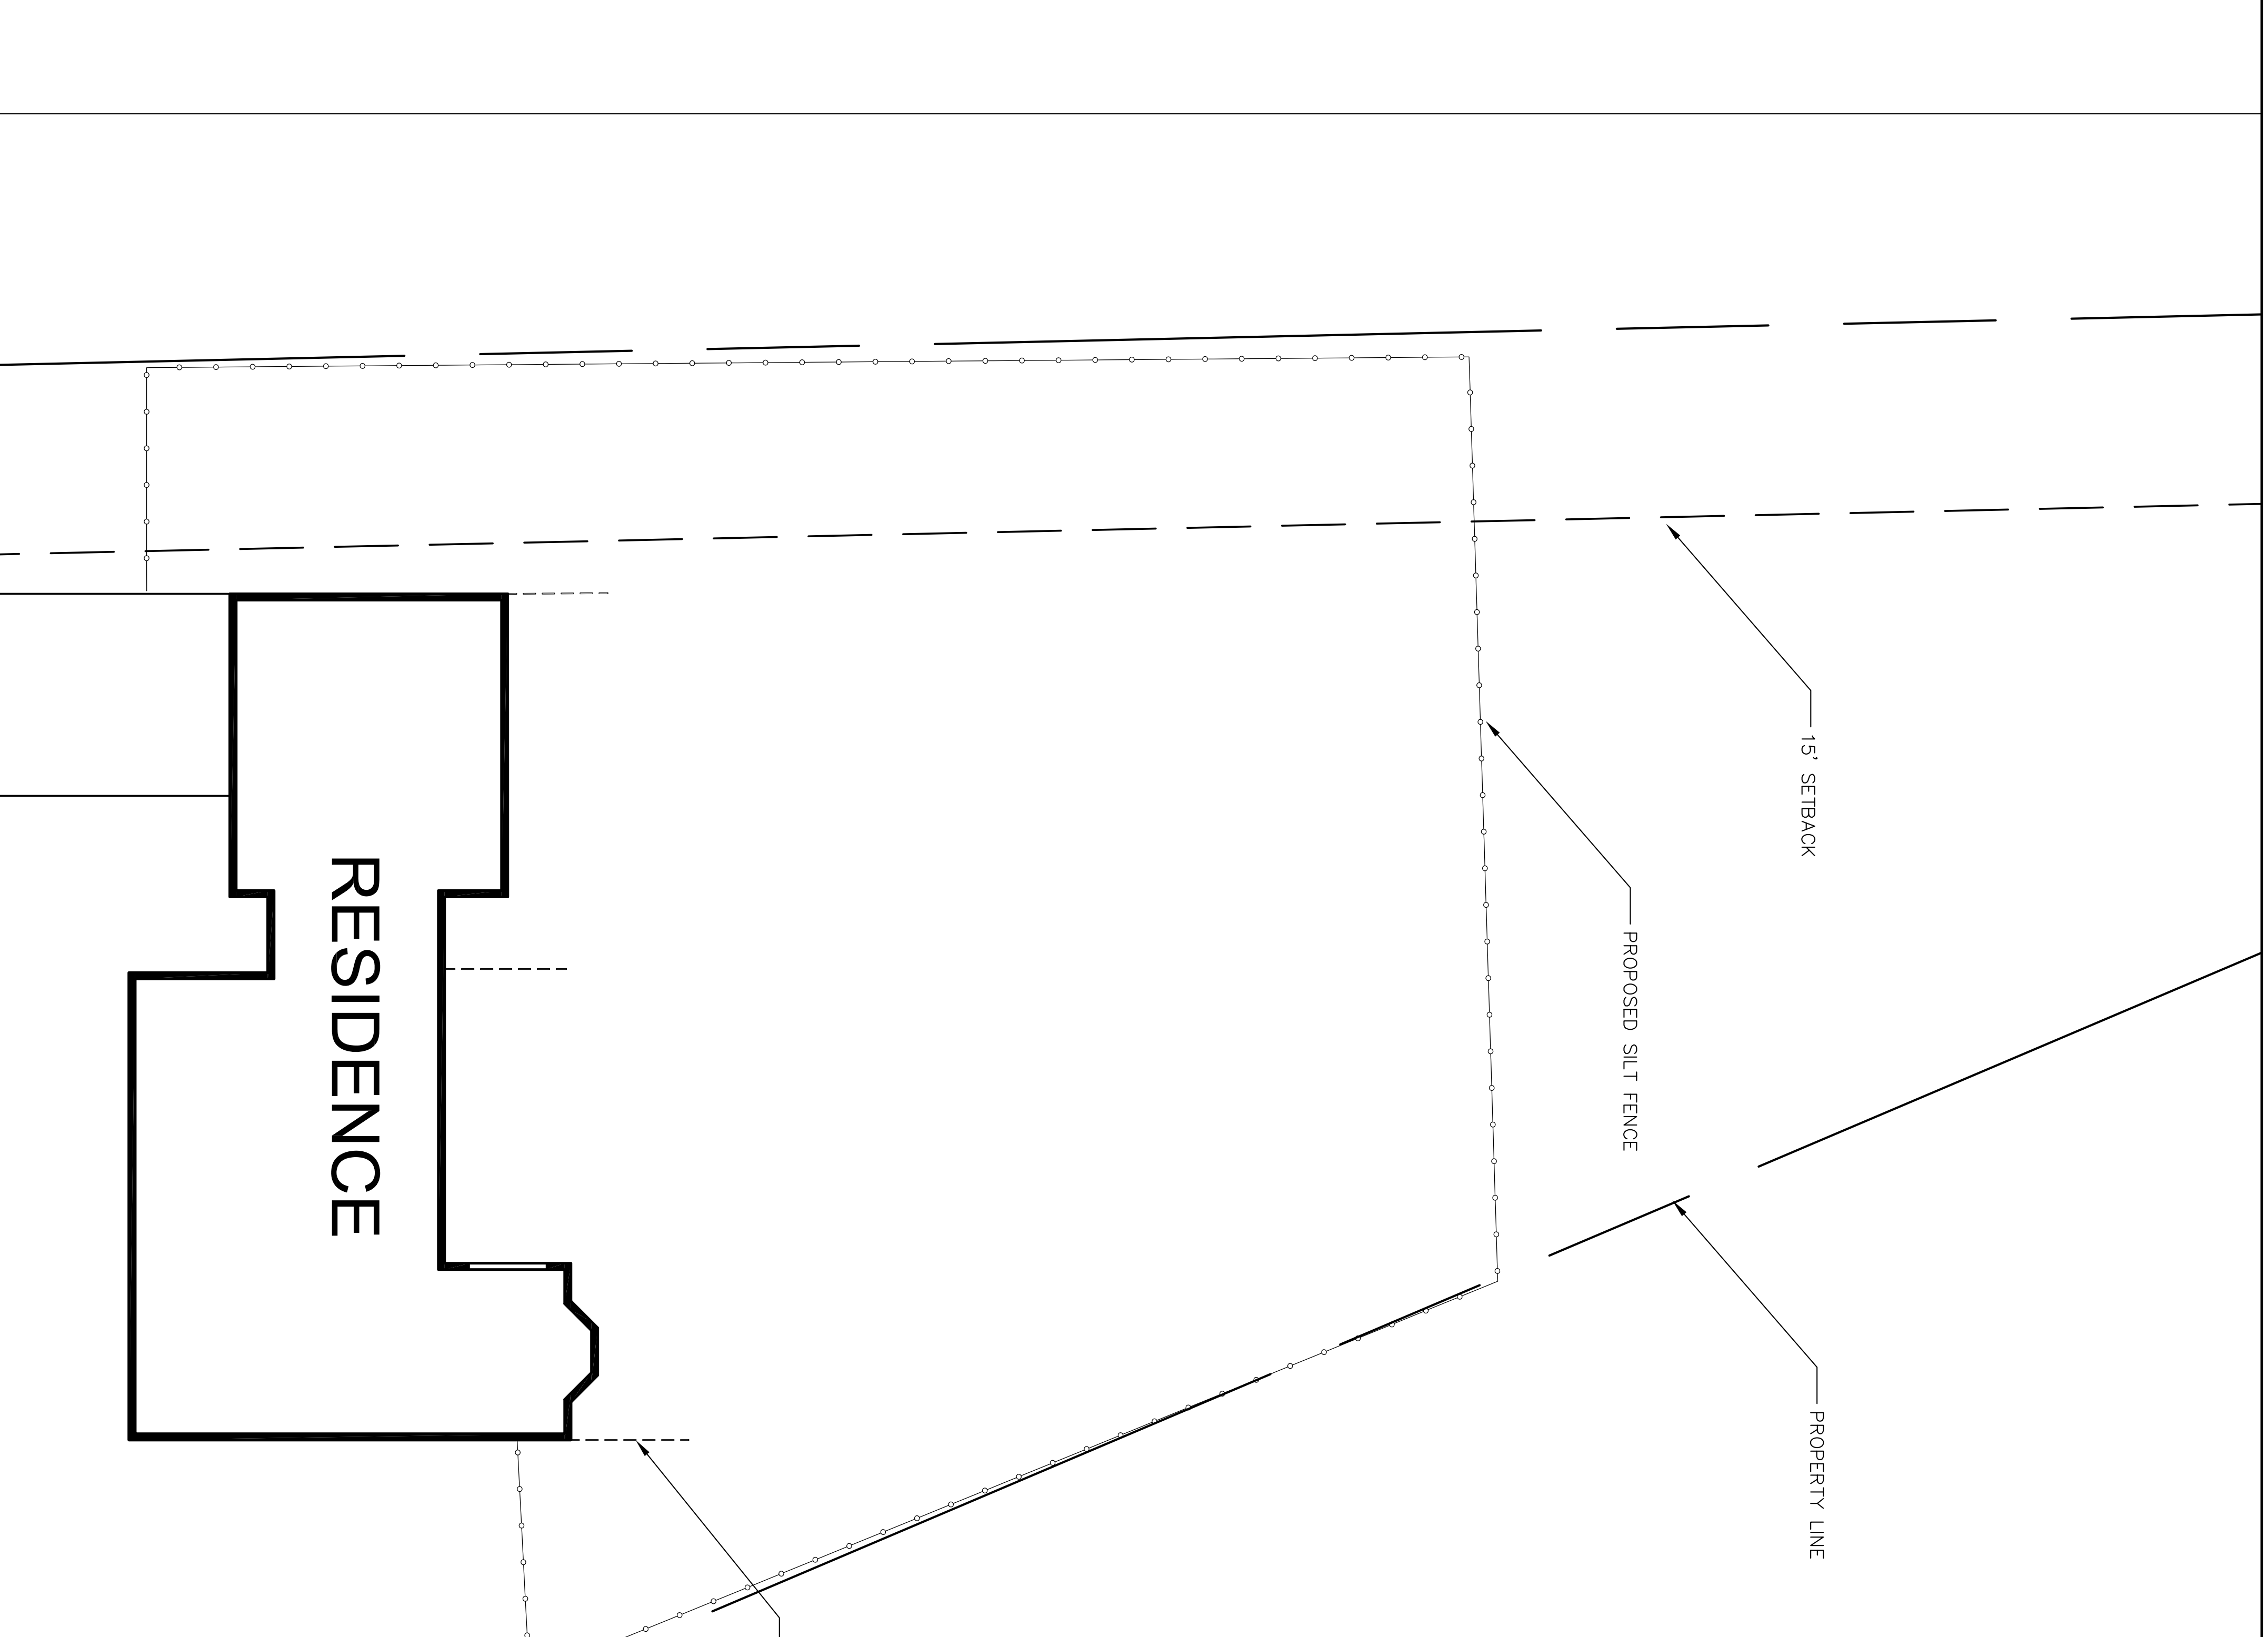 15' SETBACK
PROPOSED SILT FENCE
RESIDENCE
PROPERTY LINE